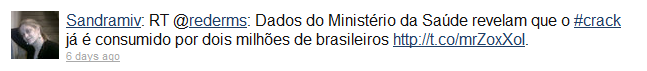 Sandramiv: RT @rederms: Dados do Ministério da Saúde revelam que o #crack
já é consumido por dois milhões de brasileiros http://t.co/mrZoxXol.
6 days ago